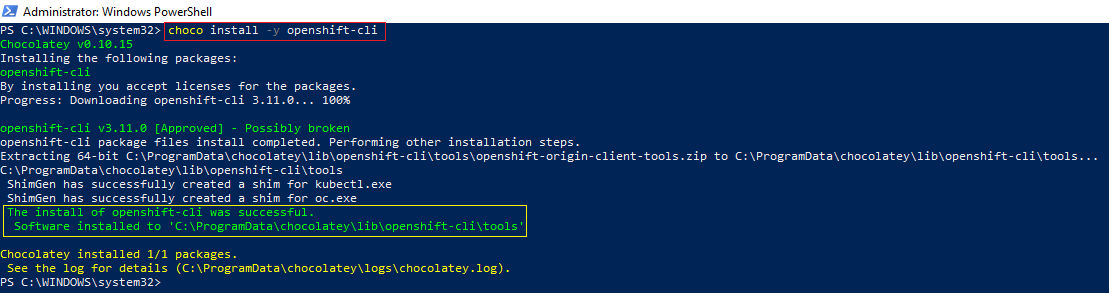 Administrator: Windows PowerShell
PS C:\WINDOWS\system32> choco install -y openshift-cli
Chocolatey v0.10.15
Installing the following packages:
openshift-cli
By installing you accept licenses for the packages.
Progress: Downloading openshift-cli 3.11.0... 100%
openshift-cli v3.11.0 [Approved] - Possibly broken
openshift-cli package files install completed. Performing other installation steps.
Extracting 64-bit C:\ProgramData\chocolatey\lib\openshift-cli\tools\openshift-origin-client-tools.zip to C:\ProgramData\chocolatey\lib\openshift-cli\tools...
C:\ProgramData\chocolatey\lib\openshift-cli\tools
ShimGen has successfully created a shim for kubectl.exe
ShimGen has successfully created a shim for oc.exe
The install of openshift-cli was successful.
Software installed to 'C:\ProgramData\chocolatey\lib\openshift-cli\tools'
Chocolatey installed 1/1 packages.
See the log for details (C:\ProgramData\chocolatey\logs\chocolatey.log).
PS C:\WINDOWS\system32>